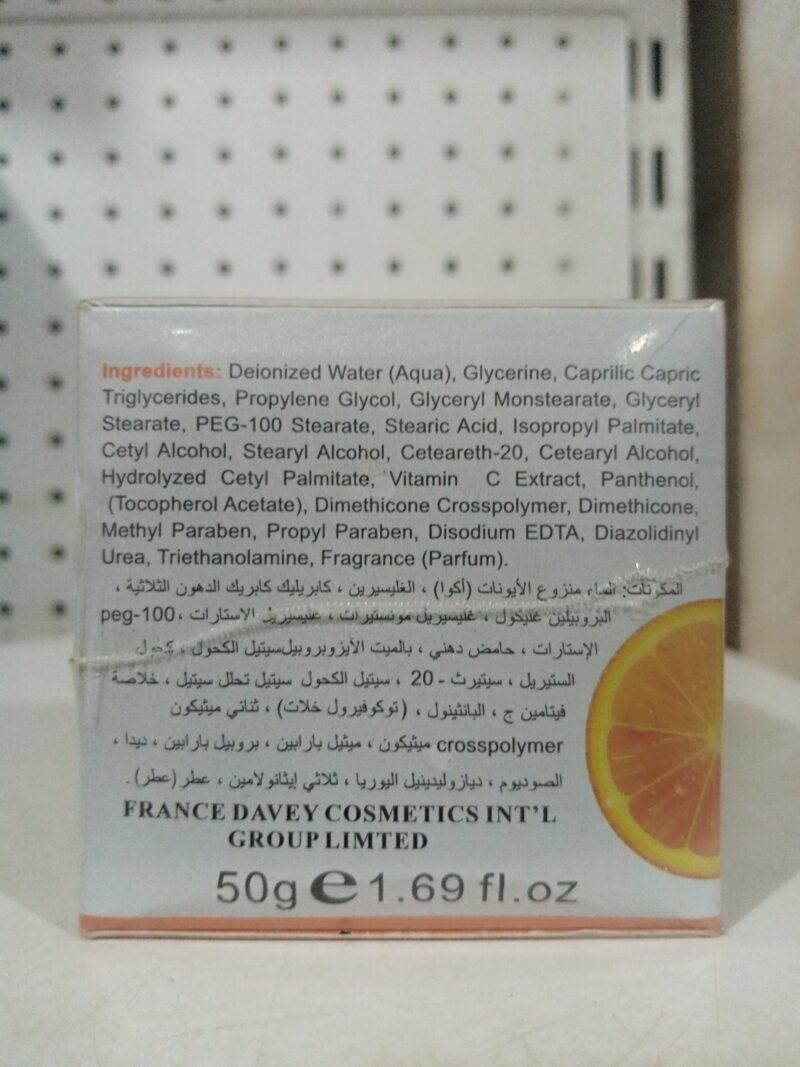 Ingredients: Deionized Water (Aqua), Glycerine, Caprilic Capric
Triglycerides, Propylene Glycol, Glyceryl Monstearate, Glyceryl
Stearate, PEG-100 Stearate, Stearic Acid, Isopropyl Palmitate,
Cetyl Alcohol, Stearyl Alcohol, Ceteareth-20, Cetearyl Alcohol,
Hydrolyzed Cetyl Palmitate, Vitamin C Extract, Panthenol,
(Tocopherol Acetate), Dimethicone Crosspolymer, Dimethicone,
Methyl Paraben, Propyl Paraben, Disodium EDTA, Diazolidinyl
Urea, Triethanolamine, Fragrance (Parfum).
المكونات: الماء منزوع الأيونات (أكوا) ، الغليسيرين ، كابريليك كابريك الدهون الثلاثية ،
البروبيلين غليكول ، غليسيريل مونستيرات ، الاستارات ، peg-100
الإستارات ، حامض دهني ، بالميت الأيزوبروبيل‌سيتيل الكحول ، كحول
الستيريل ، سيتيرث - 20 ، سيتيل الكحول سيتيل تحلل سيتيل ، خلاصة
فيتامين ج ، البانثينول ، (توكوفيرول خلات) ، ثنائي ميثيكون
crosspolymer ميثيكون ، ميثيل بارابين ، بروبيل بارابين ، ديدا ،
الصوديوم ، ديازوليدينيل اليوريا ، ثلاثي إيثانولامين ، عطر (عطر) .
FRANCE DAVEY COSMETICS INT'L
GROUP LIMTED
50g e 1.69 fl.oz